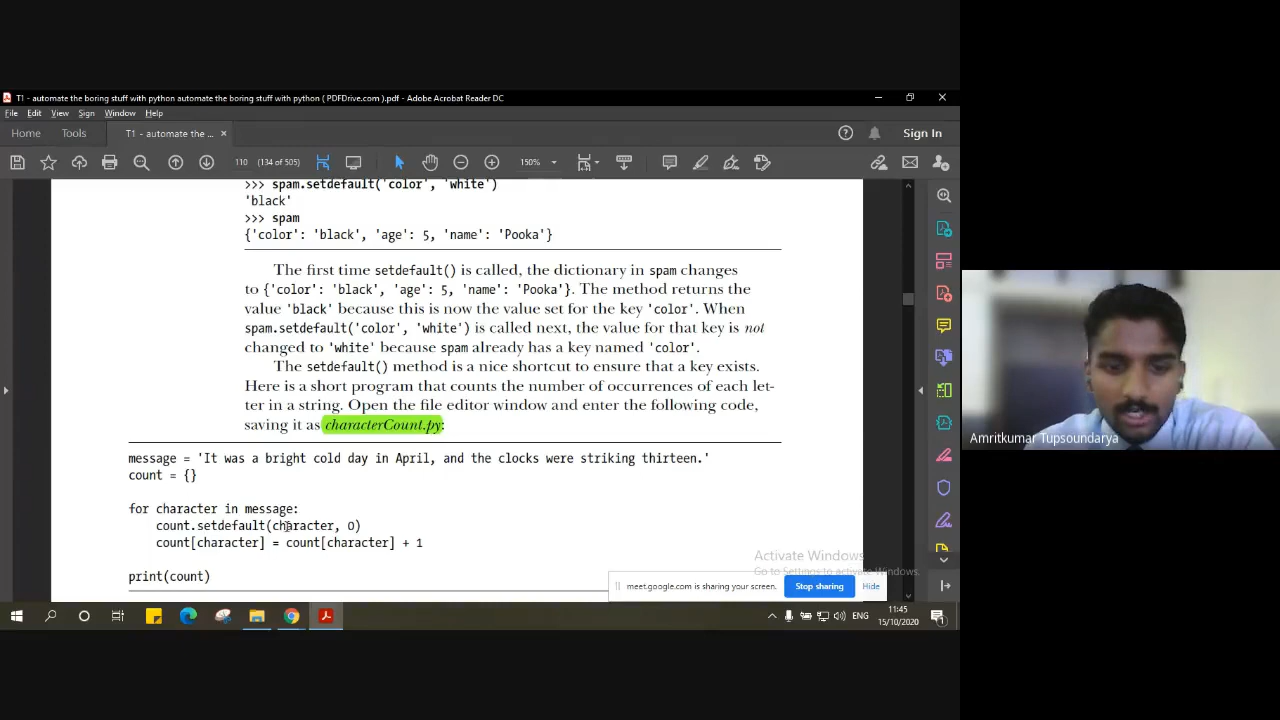 T1 - automate the boring stuff with python automate the boring stuff with python ( PDFDrive.com ).pdf - Adobe Acrobat Reader DC
File Edit View Sign Window Help
Home Tools T1 - automate the ... × Sign In
110 (134 of 505) 150%
>>> spam.setdefault('color', 'white')
'black'
>>> spam
{'color': 'black', 'age': 5, 'name': 'Pooka'}
The first time setdefault() is called, the dictionary in spam changes
to {'color': 'black', 'age': 5, 'name': 'Pooka'}. The method returns the
value 'black' because this is now the value set for the key 'color'. When
spam.setdefault('color', 'white') is called next, the value for that key is not
changed to 'white' because spam already has a key named 'color'.
The setdefault() method is a nice shortcut to ensure that a key exists.
Here is a short program that counts the number of occurrences of each let-
ter in a string. Open the file editor window and enter the following code,
saving it as characterCount.py:
message = 'It was a bright cold day in April, and the clocks were striking thirteen.'
count = {}
for character in message:
count.setdefault(character, 0)
count[character] = count[character] + 1
print(count)
Activate Windows
Go to Settings to activate Windows.
meet.google.com is sharing your screen. Stop sharing Hide
ENG
11:45
15/10/2020
Amritkumar Tupsoundarya